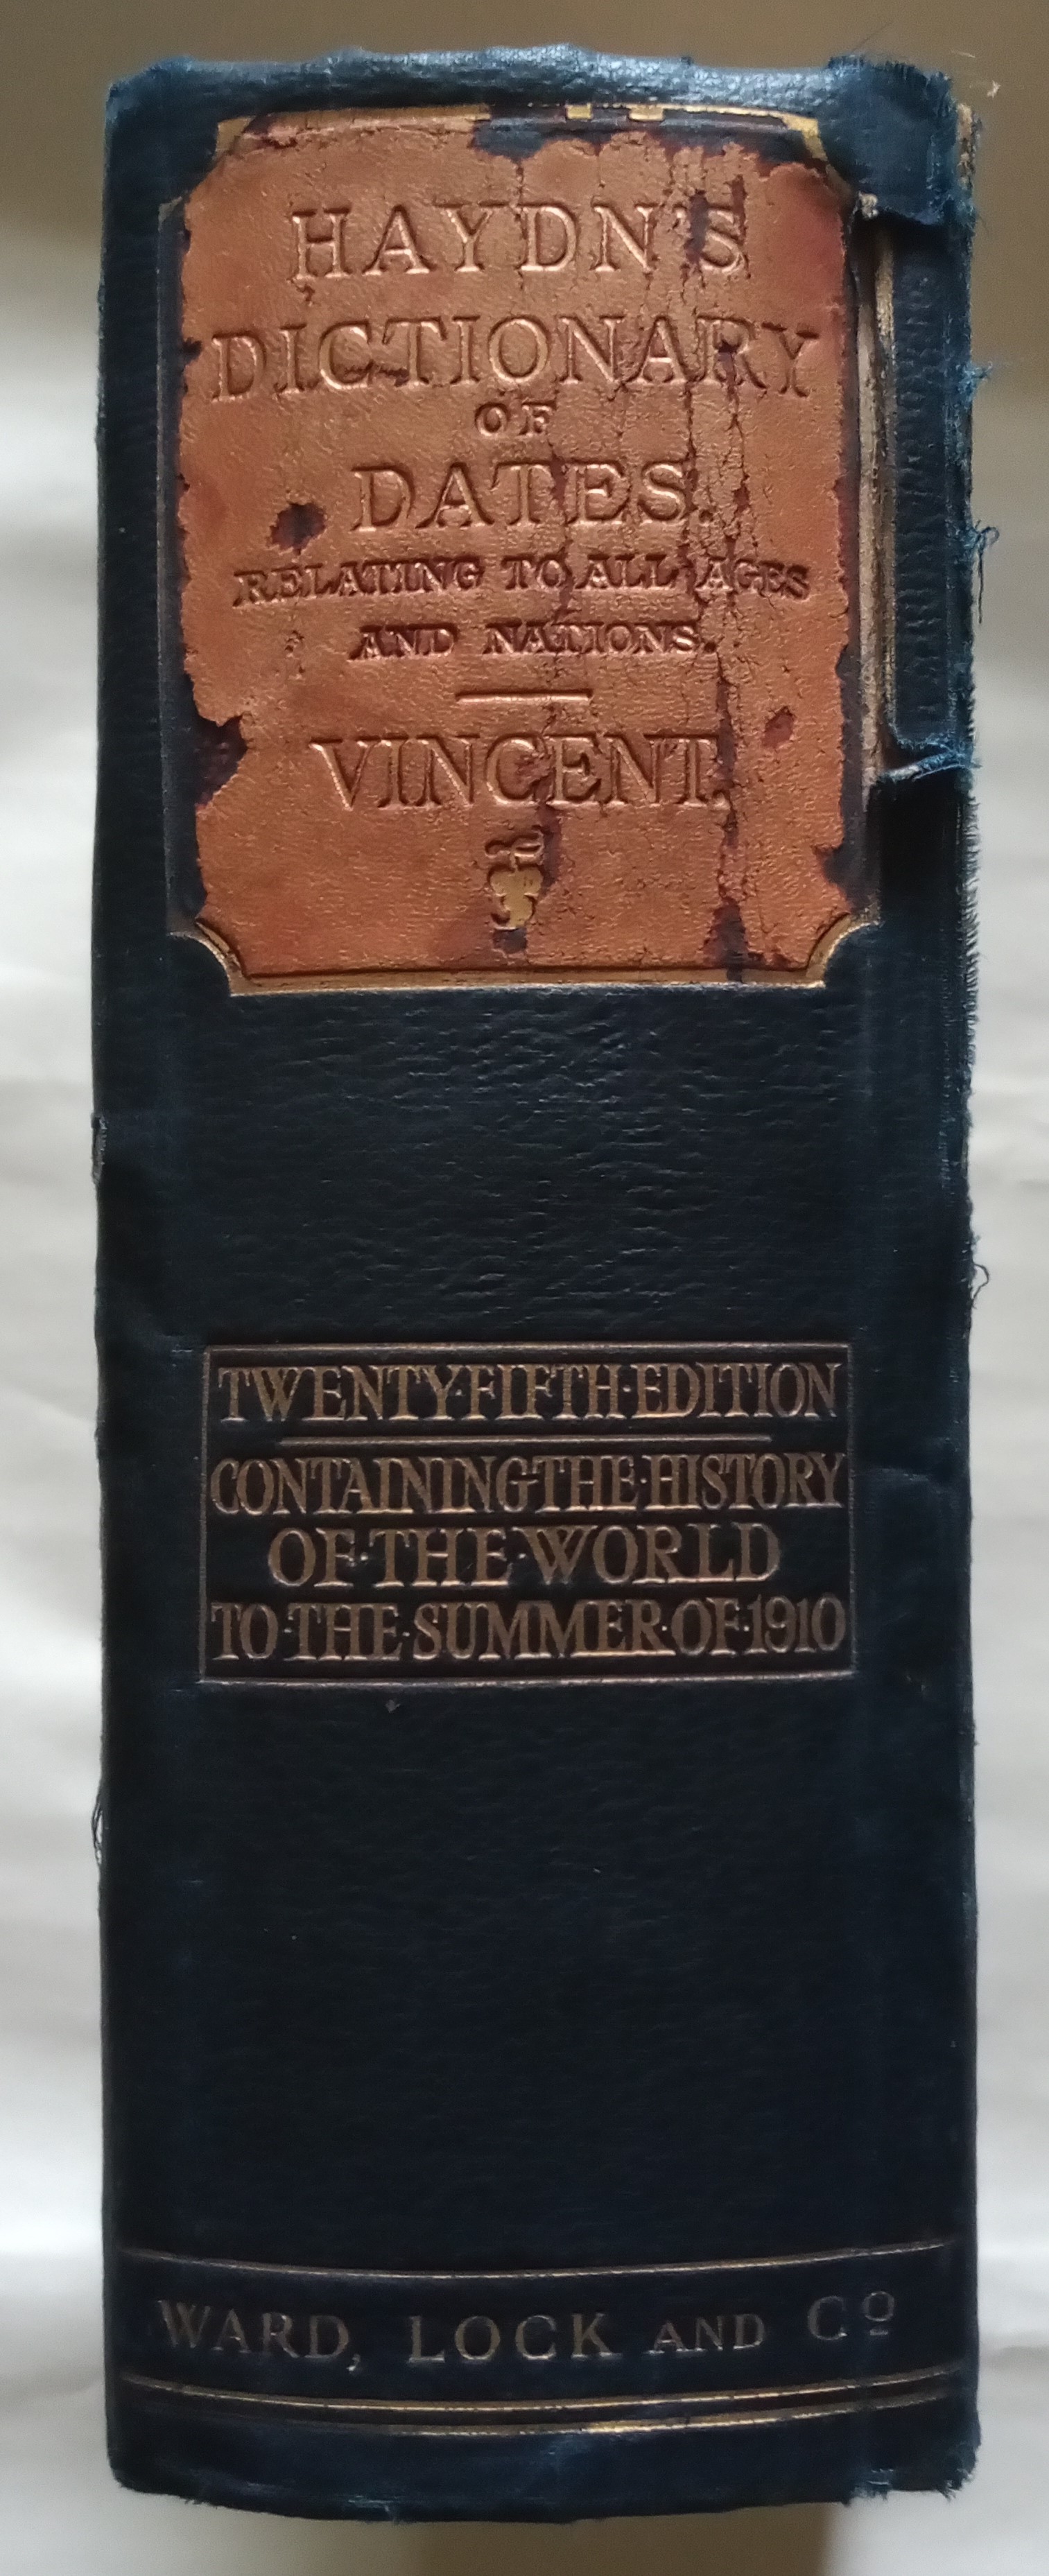 HAYDN'S
DICTIONARY
OF
DATES.
RELATING TO ALL AGES
AND NATIONS.
VINCENT.
TWENTY·FIFTH·EDITION
CONTAINING·THE·HISTORY
OF·THE·WORLD
TO·THE·SUMMER·OF·1910
WARD, LOCK AND Cº